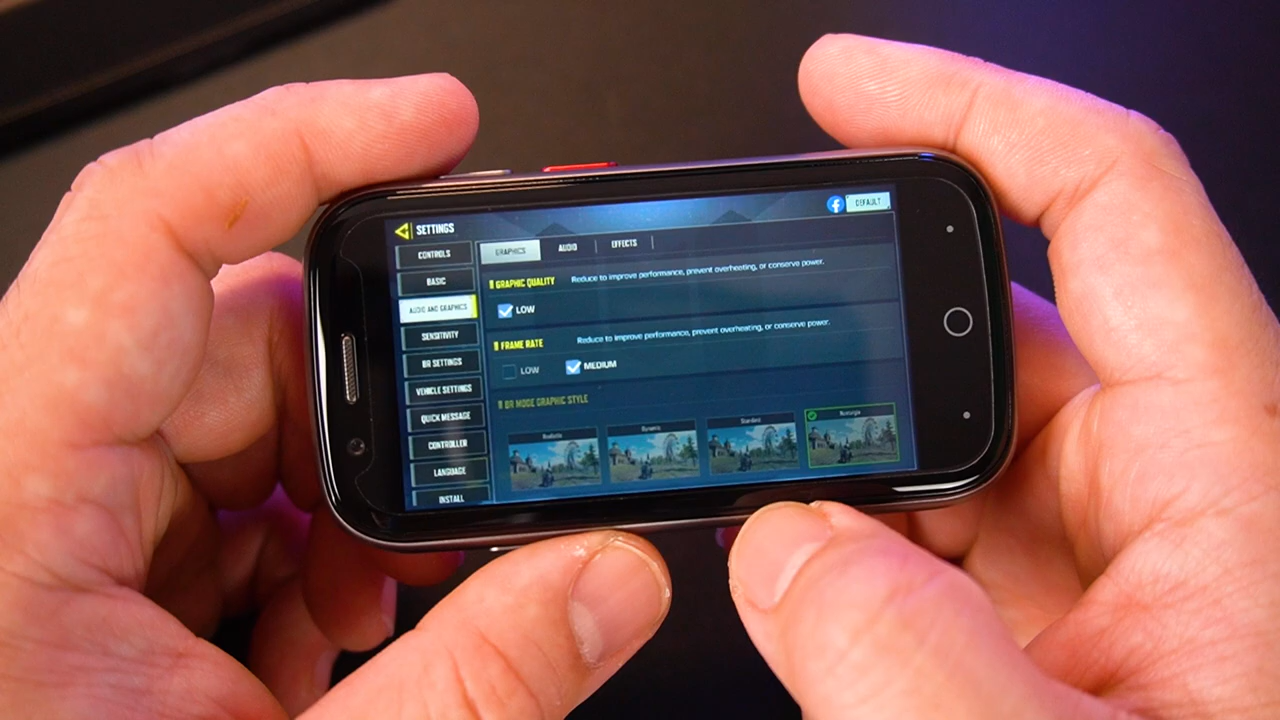 SETTINGS
DEFAULT
CONTROLS
BASIC
AUDIO AND GRAPHICS
SENSITIVITY
BR SETTINGS
VEHICLE SETTINGS
QUICK MESSAGE
CONTROLLER
LANGUAGE
INSTALL
GRAPHICS
AUDIO
EFFECTS
GRAPHIC QUALITY Reduce to improve performance, prevent overheating, or conserve power.
LOW
FRAME RATE Reduce to improve performance, prevent overheating, or conserve power.
LOW MEDIUM
BR MODE GRAPHIC STYLE
Realistic Dynamic Standard Nostalgia